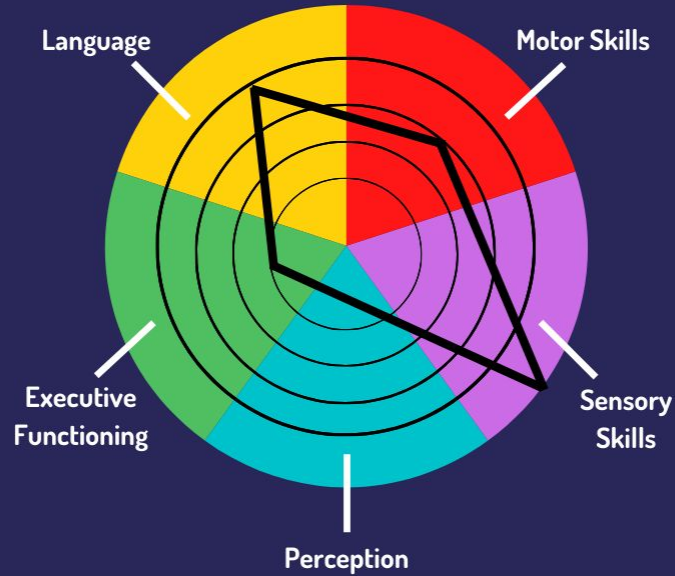 Language
Motor Skills
Executive
Functioning
Sensory
Skills
Perception